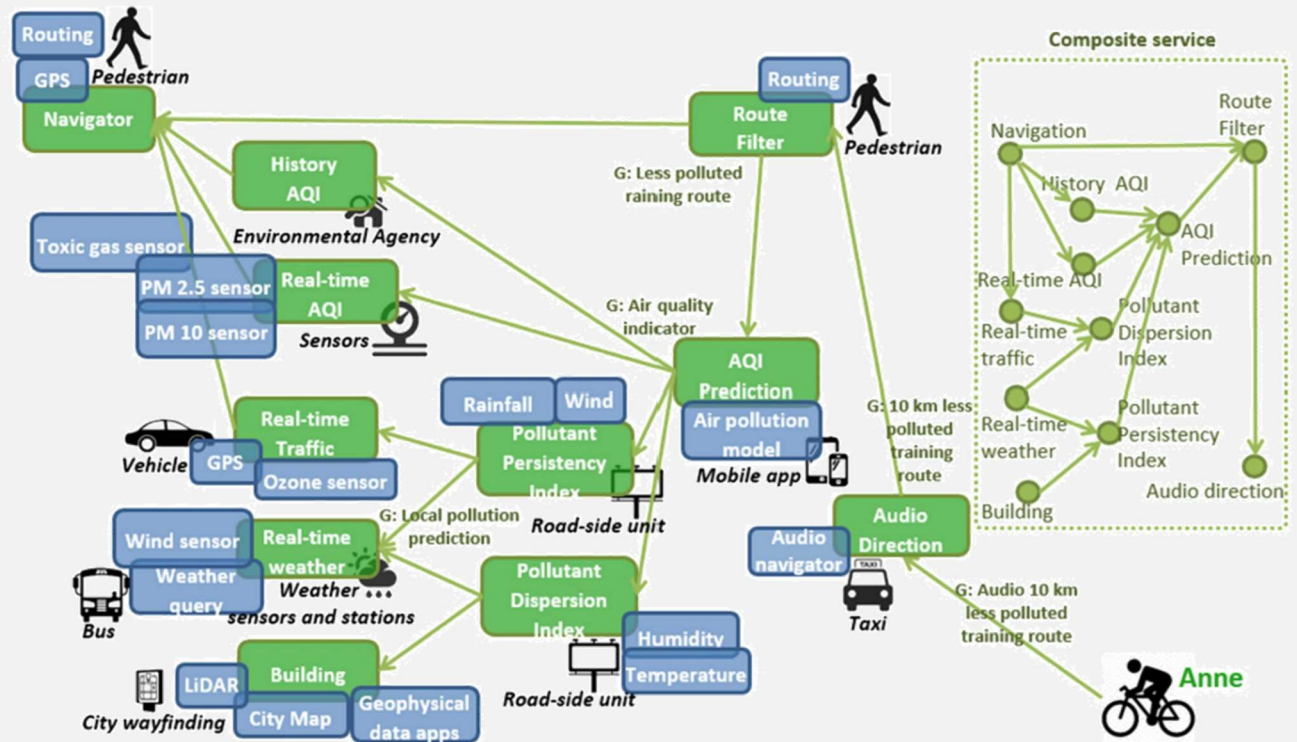 Routing
GPS
Pedestrian
Navigator
History
AQI
Environmental Agency
Toxic gas sensor
PM 2.5 sensor
PM 10 sensor
Real-time
AQI
Sensors
Real-time
Traffic
Vehicle
GPS
Ozone sensor
Wind sensor
Real-time
weather
Weather
query
Bus
Weather
sensors and stations
Building
LiDAR
City Map
Geophysical
data apps
City wayfinding
Routing
Route
Filter
Pedestrian
G: Less polluted
raining route
G: Air quality
indicator
AQI
Prediction
Air pollution
model
Mobile app
Rainfall
Wind
Pollutant
Persistency
Index
Road-side unit
G: Local pollution
prediction
Pollutant
Dispersion
Index
Humidity
Temperature
Road-side unit
G: 10 km less
polluted
training
route
Audio
Direction
Audio
navigator
TAXI
Taxi
G: Audio 10 km
less polluted
training route
Anne
Composite service
Navigation
Route
Filter
History AQI
AQI
Prediction
Real-time AQI
Real-time
traffic
Pollutant
Dispersion
Index
Real-time
weather
Pollutant
Persistency
Index
Building
Audio direction